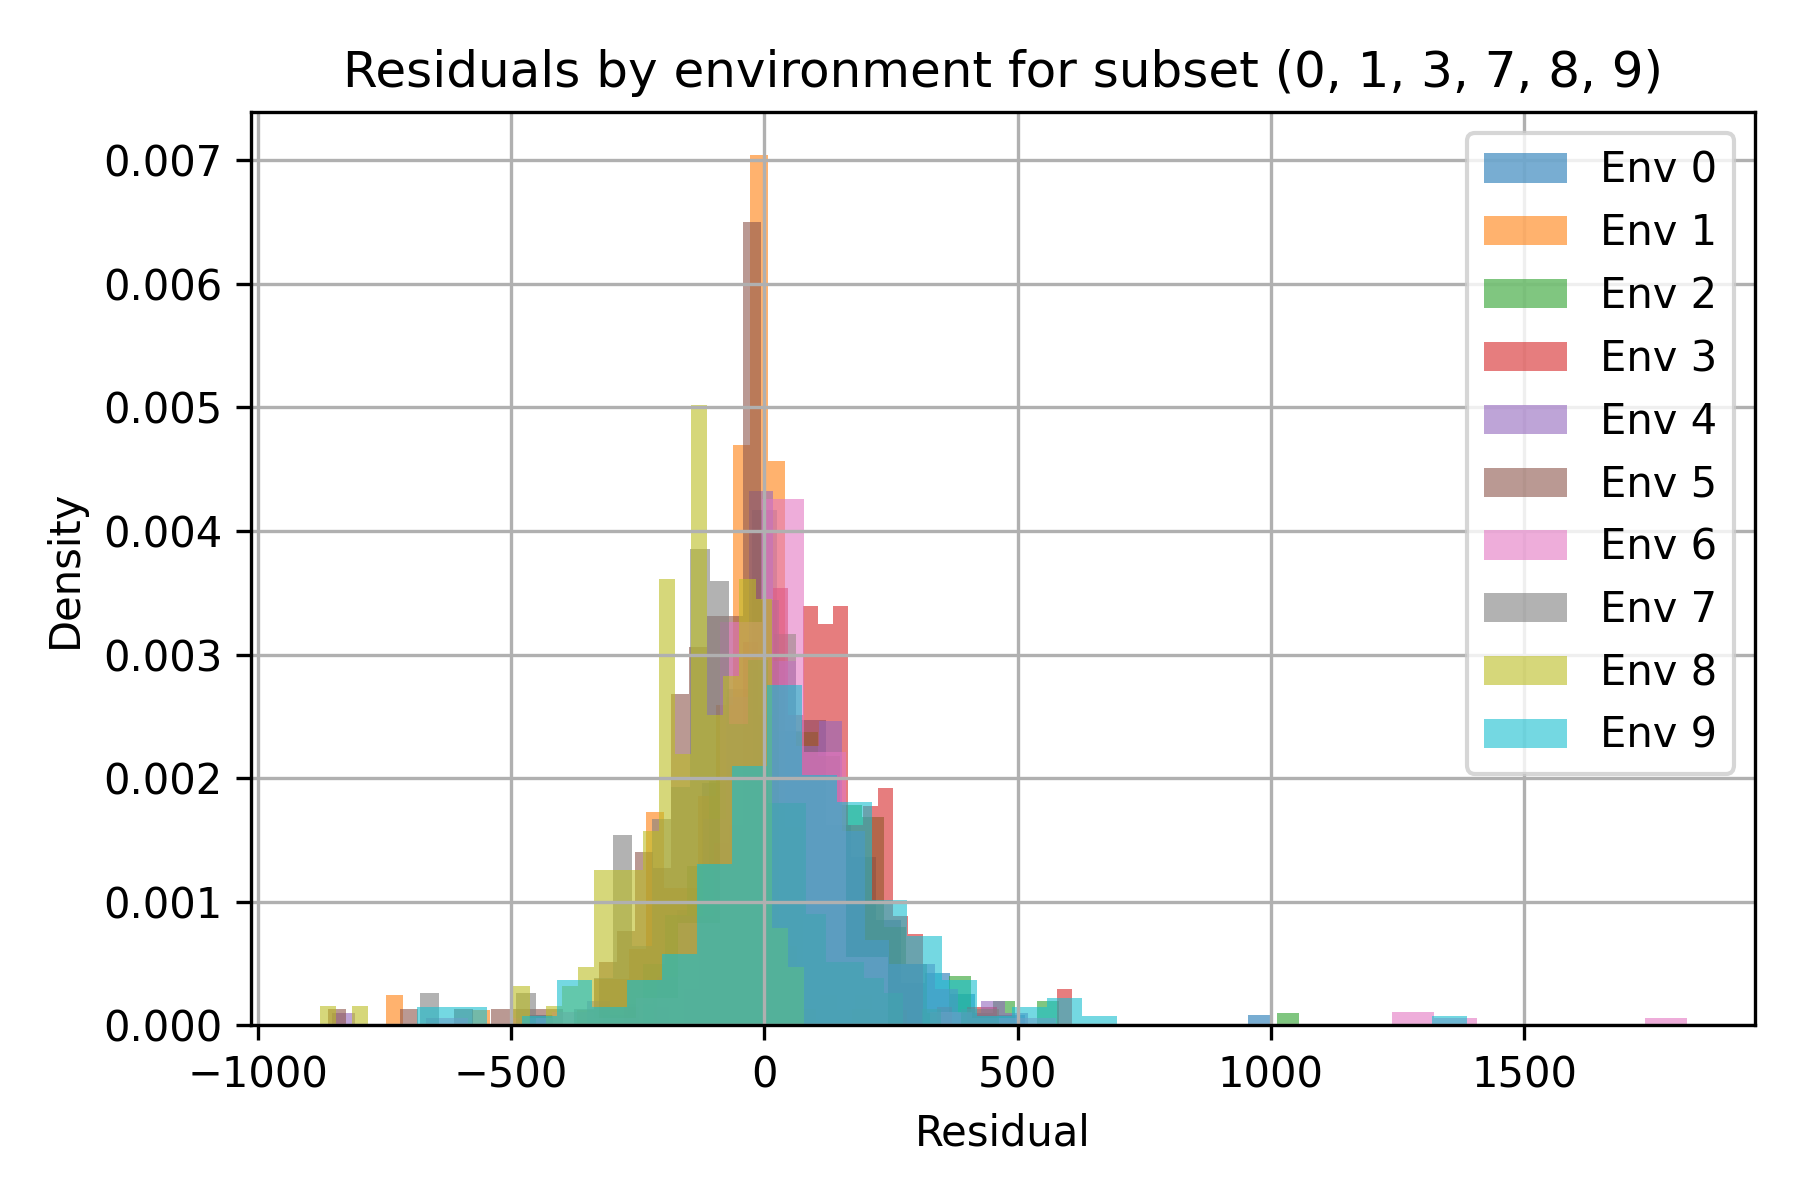 Residuals by environment for subset (0, 1, 3, 7, 8, 9)
0.007
0.006
0.005
0.004
0.003
0.002
0.001
0.000
Density
−1000
−500
0
500
1000
1500
Residual
Env 0
Env 1
Env 2
Env 3
Env 4
Env 5
Env 6
Env 7
Env 8
Env 9